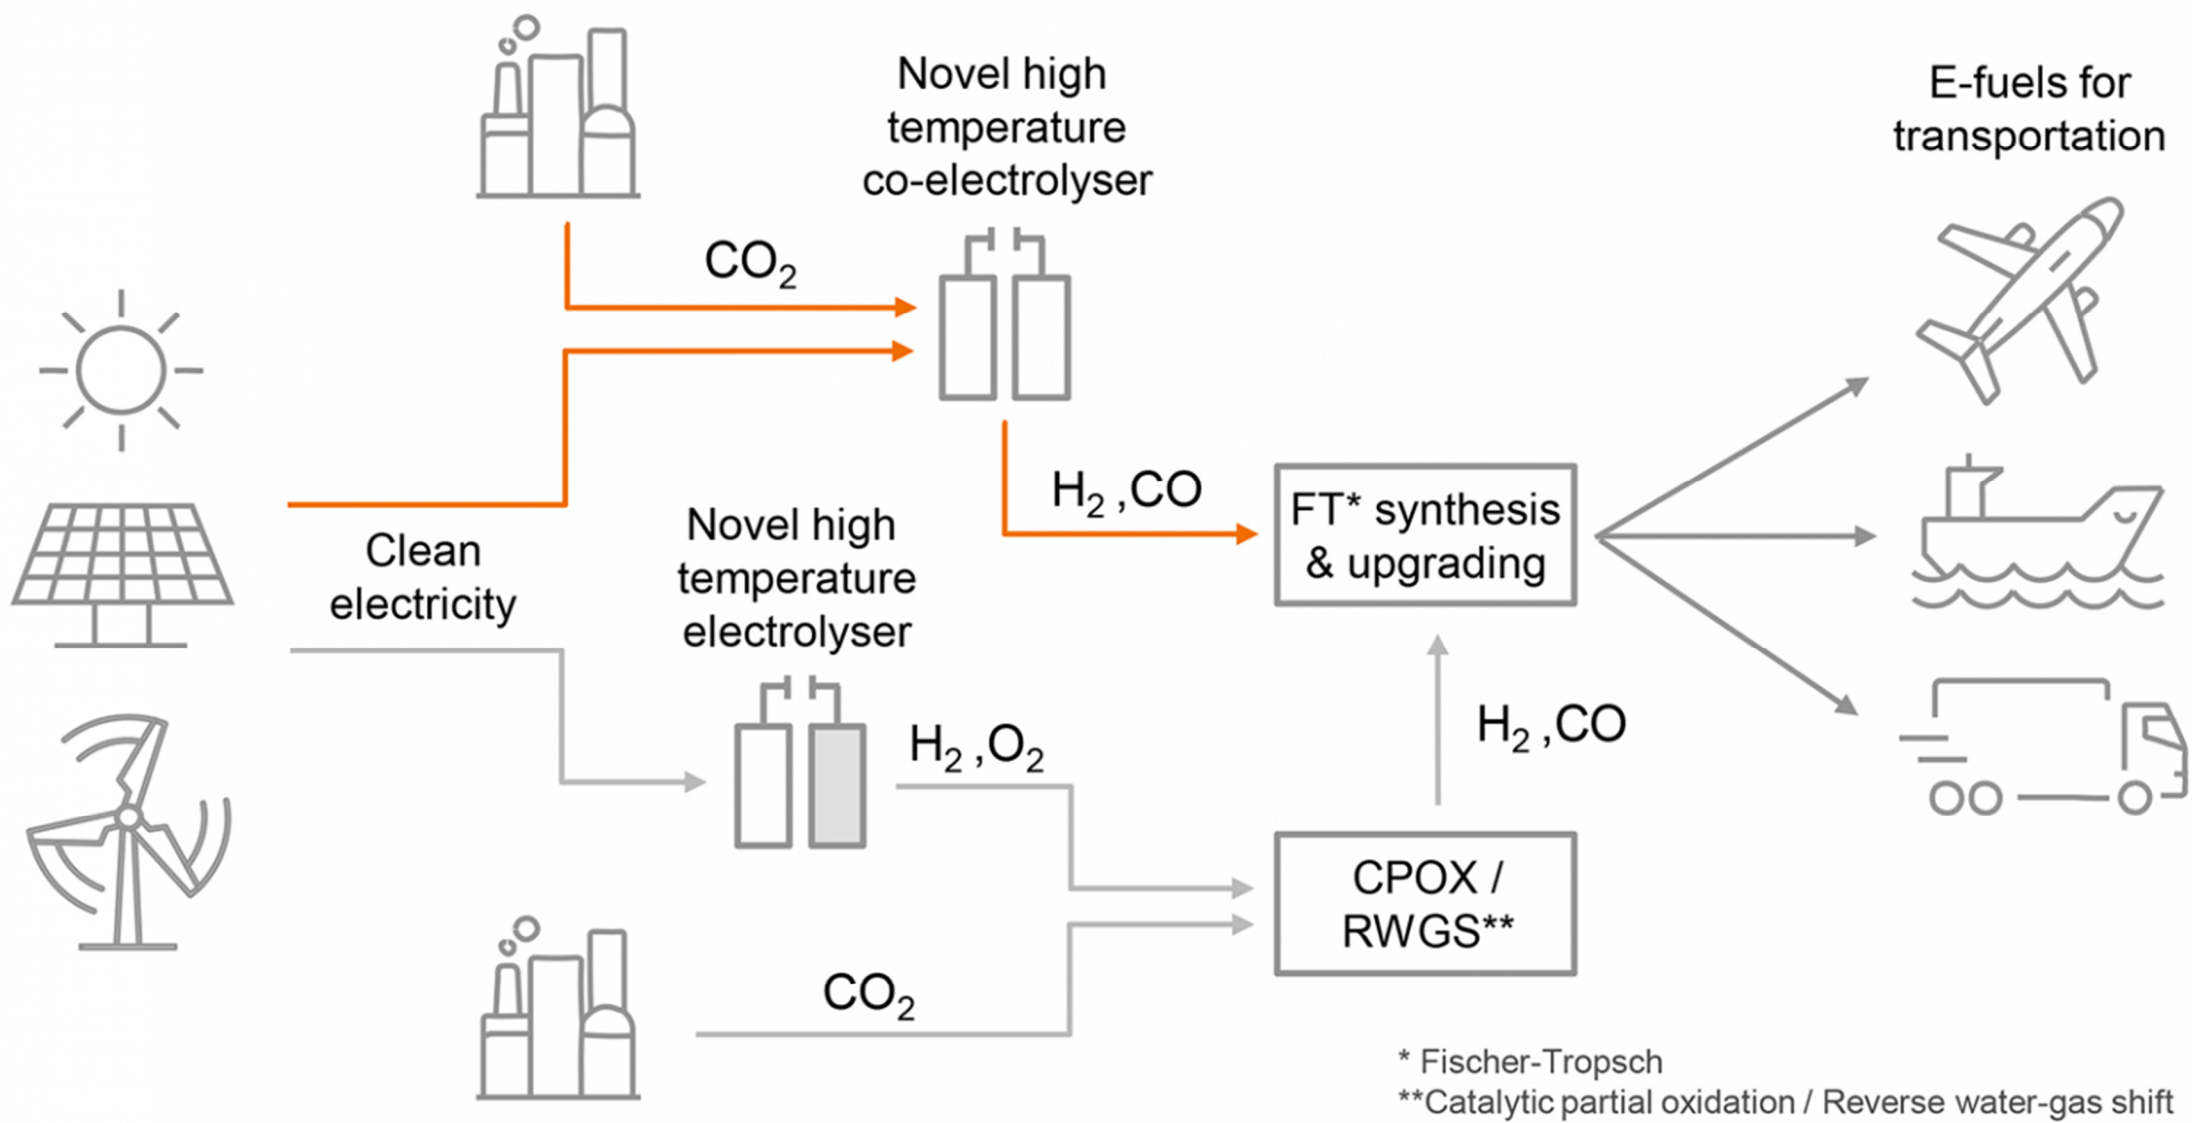 Novel high
temperature
co-electrolyser
E-fuels for
transportation
CO₂
H₂ ,CO
FT* synthesis
& upgrading
Clean
electricity
Novel high
temperature
electrolyser
H₂ ,O₂
H₂ ,CO
CPOX /
RWGS**
CO₂
* Fischer-Tropsch
**Catalytic partial oxidation / Reverse water-gas shift